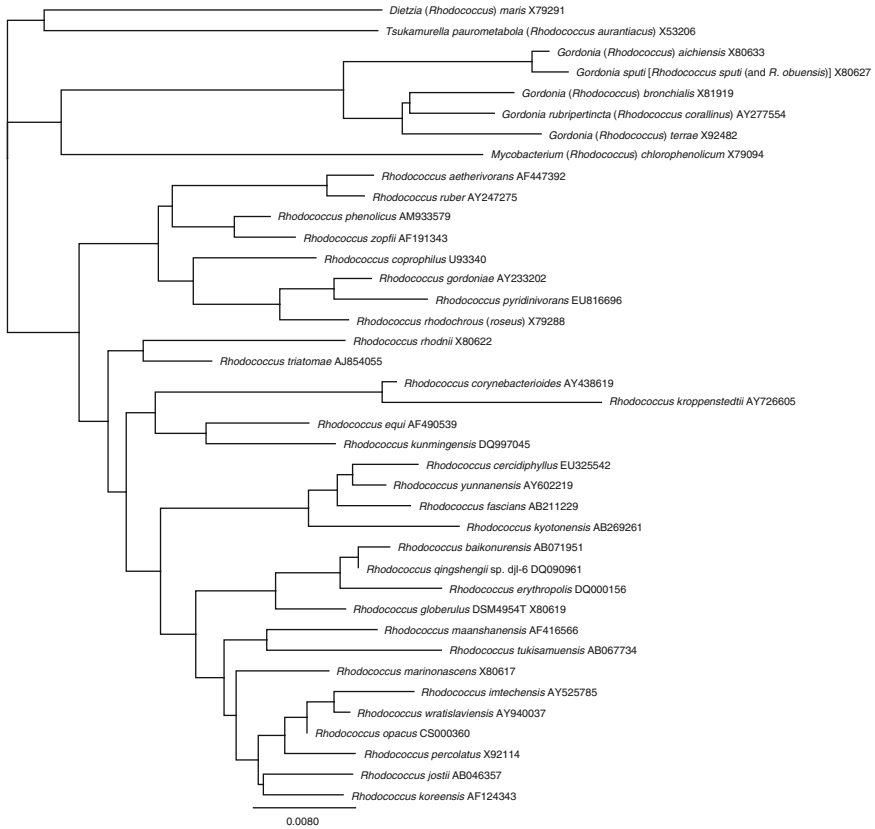 Dietzia (Rhodococcus) maris X79291
Tsukamurella paurometabola (Rhodococcus aurantiacus) X53206
Gordonia (Rhodococcus) aichiensis X80633
Gordonia sputi [Rhodococcus sputi (and R. obuensis)] X80627
Gordonia (Rhodococcus) bronchialis X81919
Gordonia rubripertincta (Rhodococcus corallinus) AY277554
Gordonia (Rhodococcus) terrae X92482
Mycobacterium (Rhodococcus) chlorophenolicum X79094
Rhodococcus aetherivorans AF447392
Rhodococcus ruber AY247275
Rhodococcus phenolicus AM933579
Rhodococcus zopfii AF191343
Rhodococcus coprophilus U93340
Rhodococcus gordoniae AY233202
Rhodococcus pyridinivorans EU816696
Rhodococcus rhodochrous (roseus) X79288
Rhodococcus rhodnii X80622
Rhodococcus triatomae AJ854055
Rhodococcus corynebacterioides AY438619
Rhodococcus kroppenstedtii AY726605
Rhodococcus equi AF490539
Rhodococcus kunmingensis DQ997045
Rhodococcus cercidiphyllus EU325542
Rhodococcus yunnanensis AY602219
Rhodococcus fascians AB211229
Rhodococcus kyotonensis AB269261
Rhodococcus baikonurensis AB071951
Rhodococcus qingshengii sp. djl-6 DQ090961
Rhodococcus erythropolis DQ000156
Rhodococcus globerulus DSM4954T X80619
Rhodococcus maanshanensis AF416566
Rhodococcus tukisamuensis AB067734
Rhodococcus marinonascens X80617
Rhodococcus imtechensis AY525785
Rhodococcus wratislaviensis AY940037
Rhodococcus opacus CS000360
Rhodococcus percolatus X92114
Rhodococcus jostii AB046357
Rhodococcus koreensis AF124343
0.0080